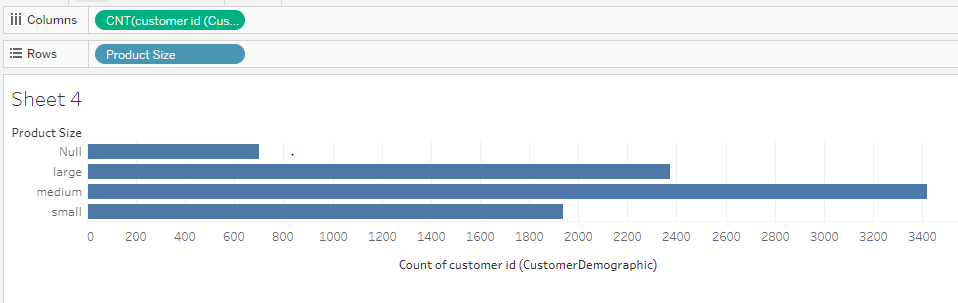 Columns CNT(customer id (Cus...
Rows Product Size
Sheet 4
Product Size
Null
large
medium
small
0 200 400 600 800 1000 1200 1400 1600 1800 2000 2200 2400 2600 2800 3000 3200 3400
Count of customer id (CustomerDemographic)